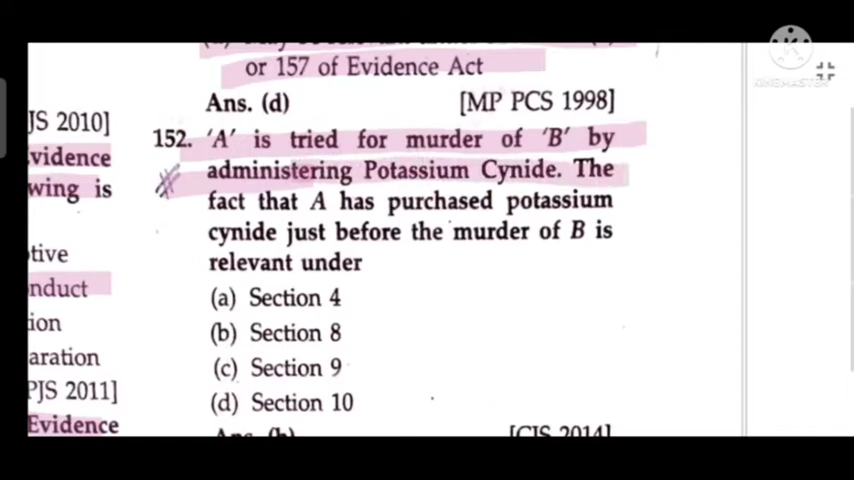 or 157 of Evidence Act
Ans. (d) [MP PCS 1998]
152. 'A' is tried for murder of 'B' by
administering Potassium Cynide. The
fact that A has purchased potassium
cynide just before the murder of B is
relevant under
(a) Section 4
(b) Section 8
(c) Section 9
(d) Section 10
Ans. (b) [CJS 2014]
JS 2010]
vidence
wing is
tive
nduct
ion
aration
PJS 2011]
Evidence
KINEMASTER